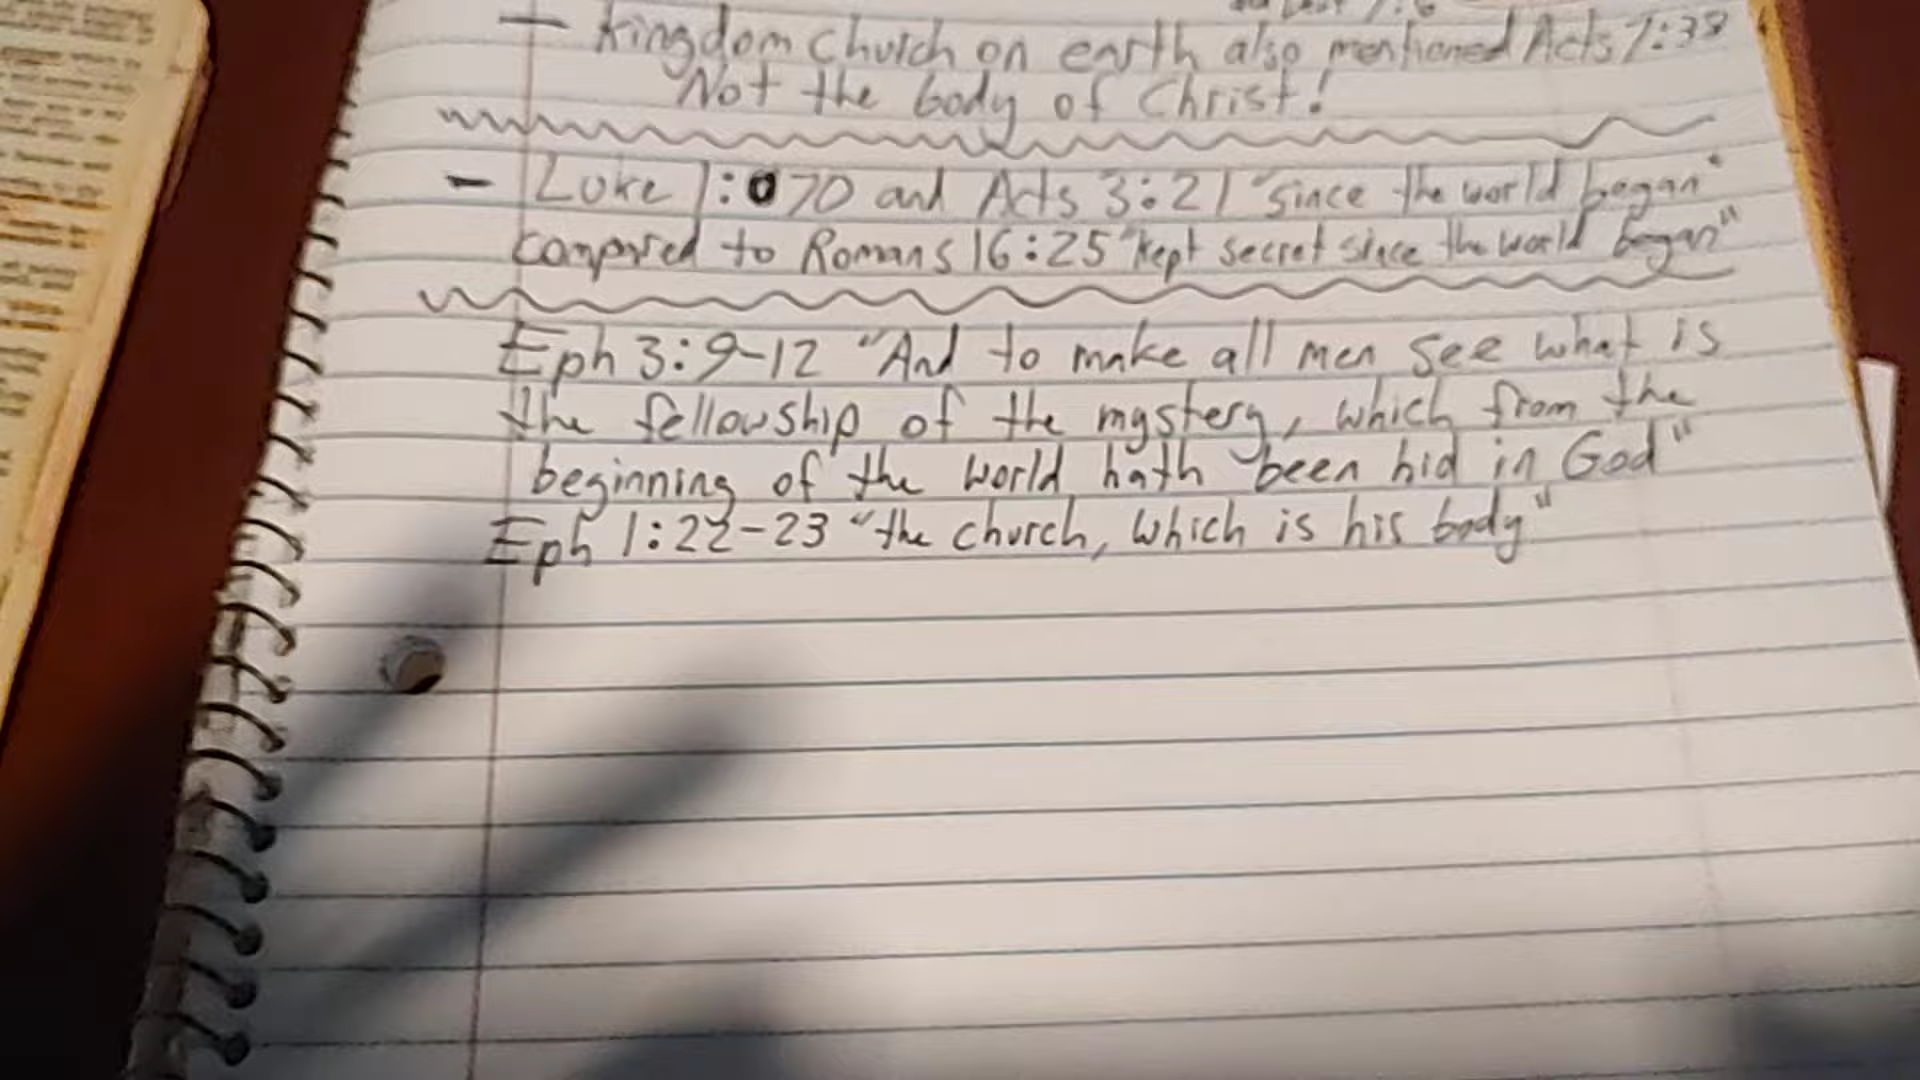 — Kingdom church on earth also mentioned Acts 7:38
Not the body of Christ!
- Luke 1:70 and Acts 3:21 "since the world began"
compared to Romans 16:25 "kept secret since the world began"
Eph 3:9-12 "And to make all men see what is
the fellowship of the mystery, which from the
beginning of the world hath been hid in God"
Eph 1:22-23 "the church, which is his body"